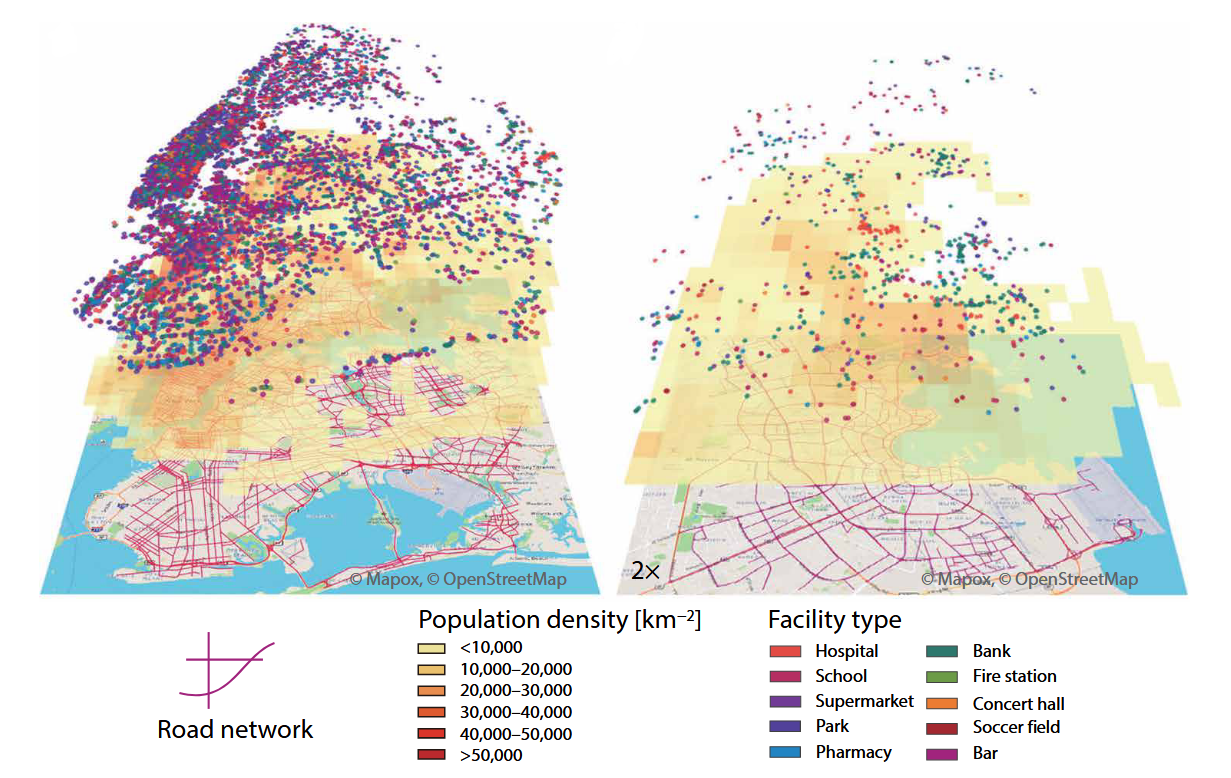 2×
© Mapox, © OpenStreetMap
© Mapox, © OpenStreetMap
Road network
Population density [km−2]
<10,000
10,000–20,000
20,000–30,000
30,000–40,000
40,000–50,000
>50,000
Facility type
Hospital
School
Supermarket
Park
Pharmacy
Bank
Fire station
Concert hall
Soccer field
Bar